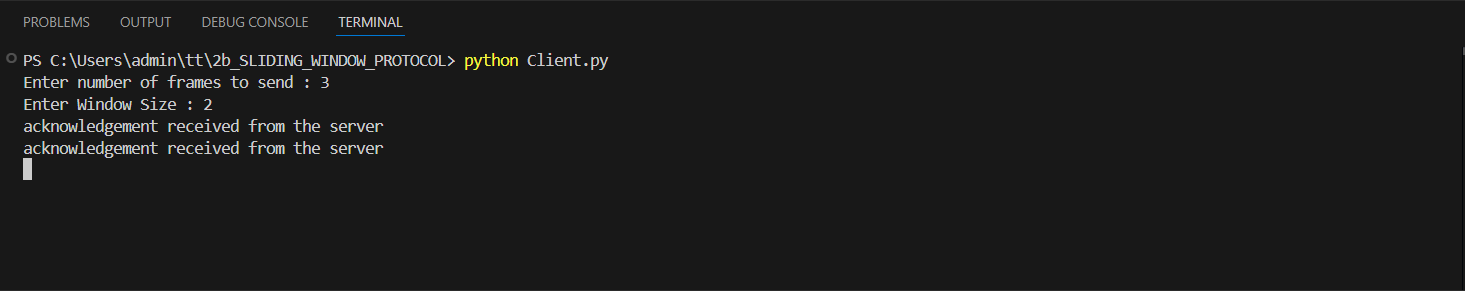 PROBLEMS OUTPUT DEBUG CONSOLE TERMINAL
PS C:\Users\admin\tt\2b_SLIDING_WINDOW_PROTOCOL> python Client.py
Enter number of frames to send : 3
Enter Window Size : 2
acknowledgement received from the server
acknowledgement received from the server